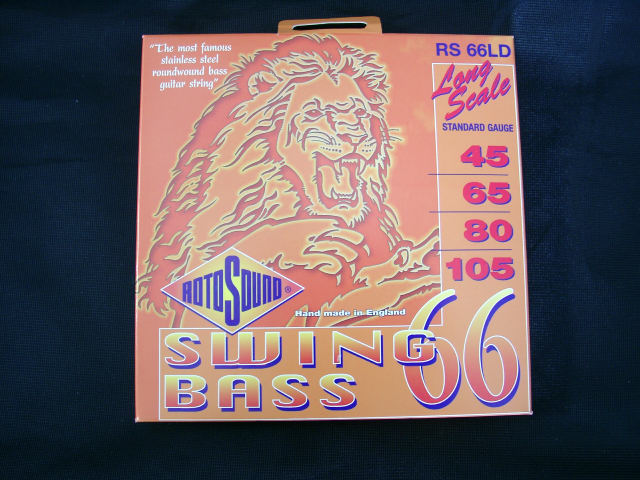 "The most famous
stainless steel
roundwound bass
guitar string"
RS 66LD
Long
Scale
STANDARD GAUGE
45
65
80
105
ROTOSOUND®
Hand made in England
SWING
BASS
66